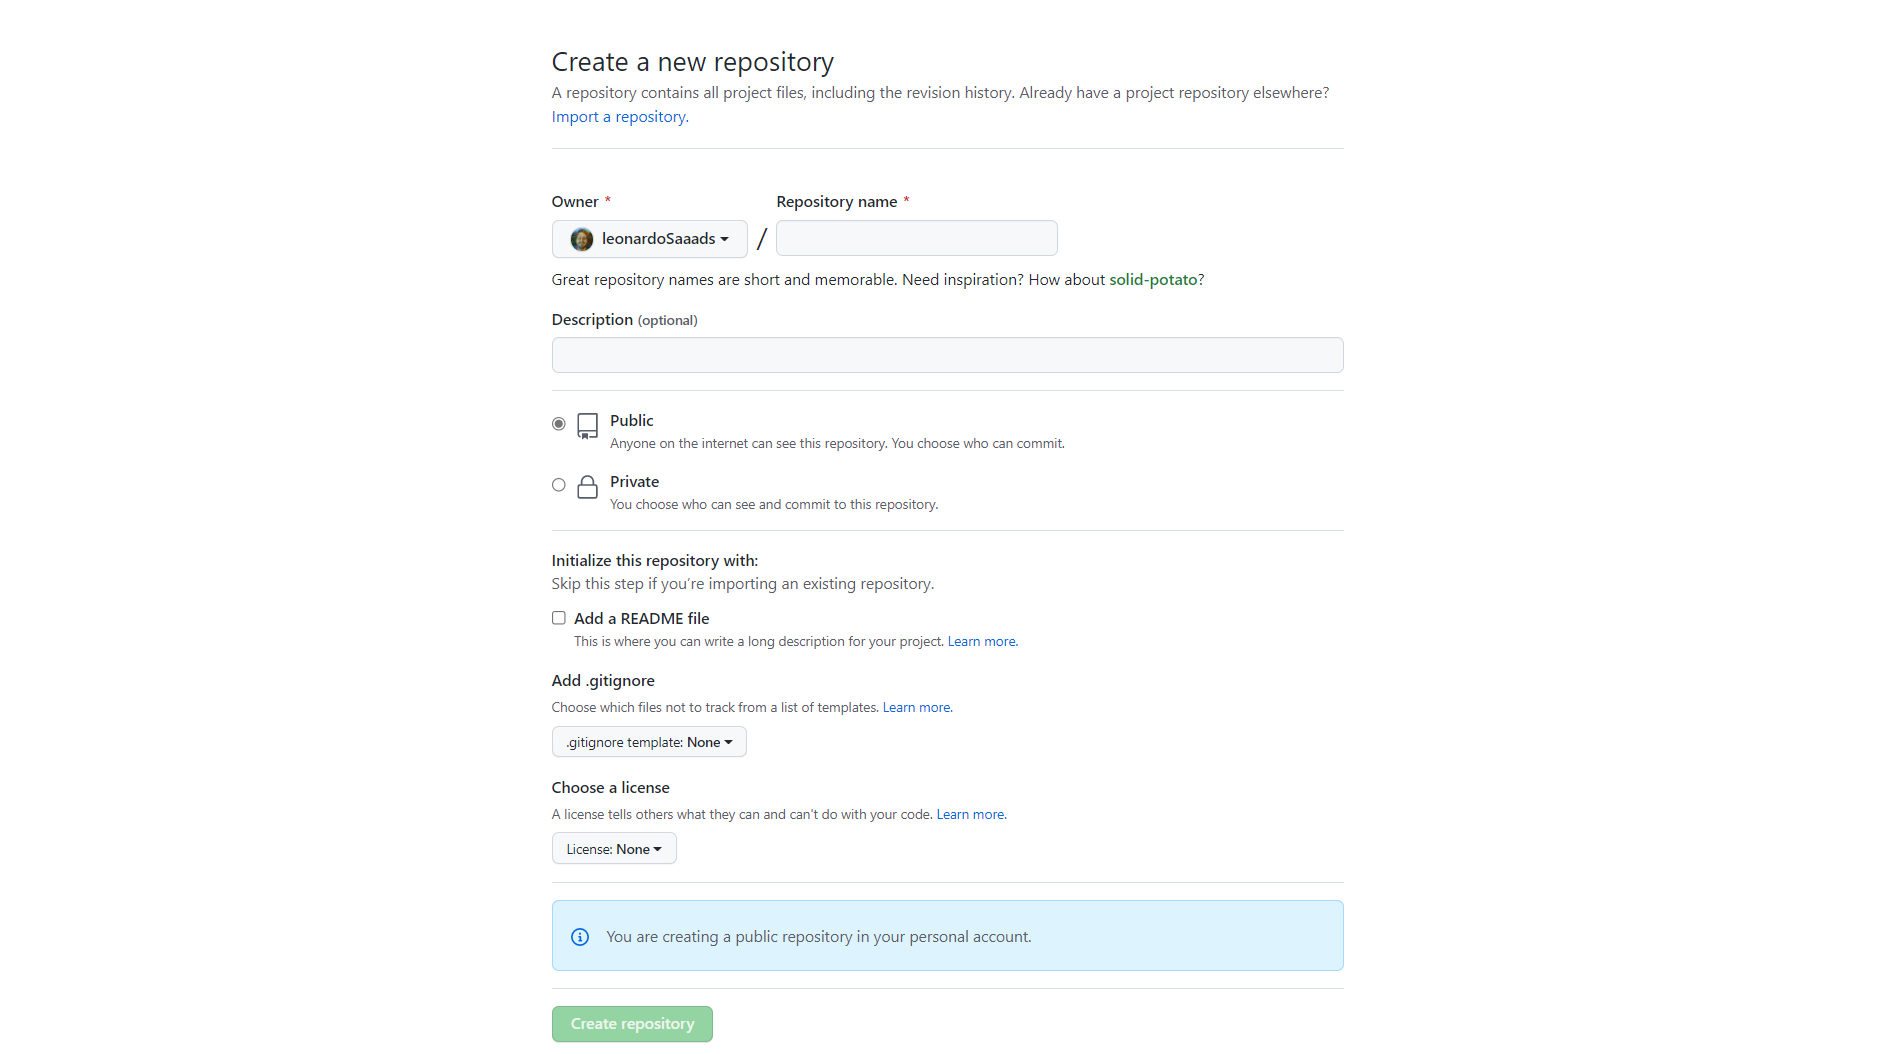 Create a new repository
A repository contains all project files, including the revision history. Already have a project repository elsewhere?
Import a repository.
Owner * Repository name *
leonardoSaaads /
Great repository names are short and memorable. Need inspiration? How about solid-potato?
Description (optional)
Public
Anyone on the internet can see this repository. You choose who can commit.
Private
You choose who can see and commit to this repository.
Initialize this repository with:
Skip this step if you’re importing an existing repository.
Add a README file
This is where you can write a long description for your project. Learn more.
Add .gitignore
Choose which files not to track from a list of templates. Learn more.
.gitignore template: None
Choose a license
A license tells others what they can and can't do with your code. Learn more.
License: None
You are creating a public repository in your personal account.
Create repository